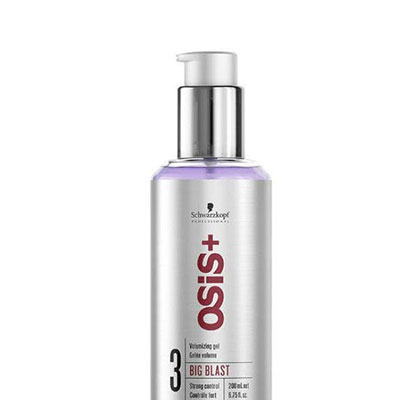 Schwarzkopf
PROFESSIONAL
OSiS+
Volumizing gel
Gelée volume
3
BIG BLAST
Strong control 200 mL net
Contrôle fort 6.75 fl. oz